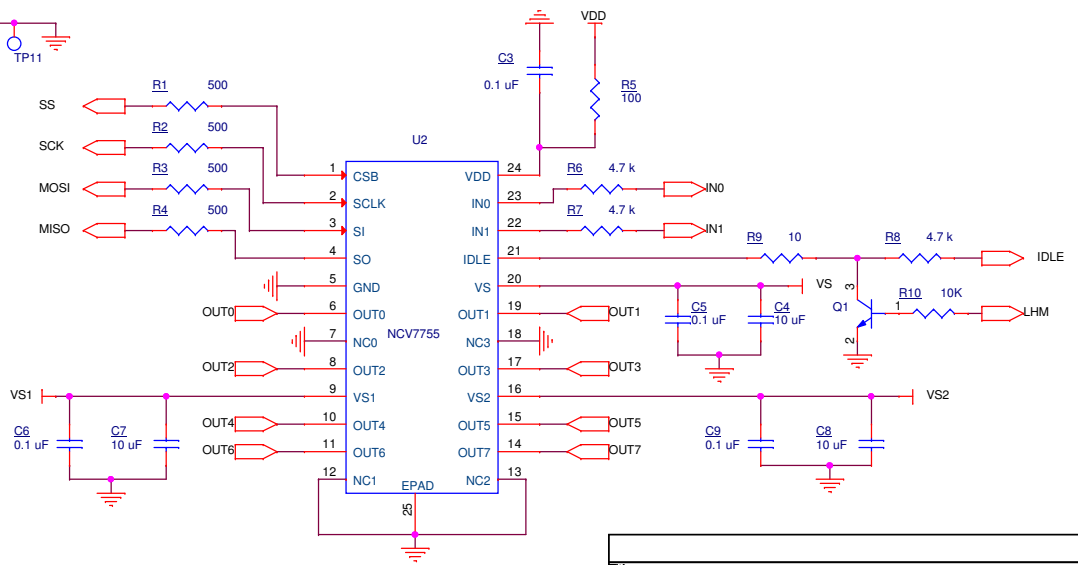 VDD
TP11
C3
0.1 uF
R5
100
SS
R1 500
SCK
R2 500
MOSI
R3 500
MISO
R4 500
U2
1 CSB
2 SCLK
3 SI
4 SO
5 GND
OUT0 6 OUT0
7 NC0
OUT2 8 OUT2
VS1 9 VS1
OUT4 10 OUT4
OUT6 11 OUT6
12 NC1
NCV7755
EPAD
25
VDD 24
IN0 23
R6 4.7 k
IN0
IN1 22
R7 4.7 k
IN1
IDLE 21
R9 10
R8 4.7 k
IDLE
VS 20
VS
C5
0.1 uF
C4
10 uF
3
Q1
1
2
R10 10K
LHM
OUT1 19 OUT1
NC3 18
OUT3 17 OUT3
VS2 16 VS2
OUT5 15 OUT5
OUT7 14 OUT7
NC2 13
C6
0.1 uF
C7
10 uF
C9
0.1 uF
C8
10 uF